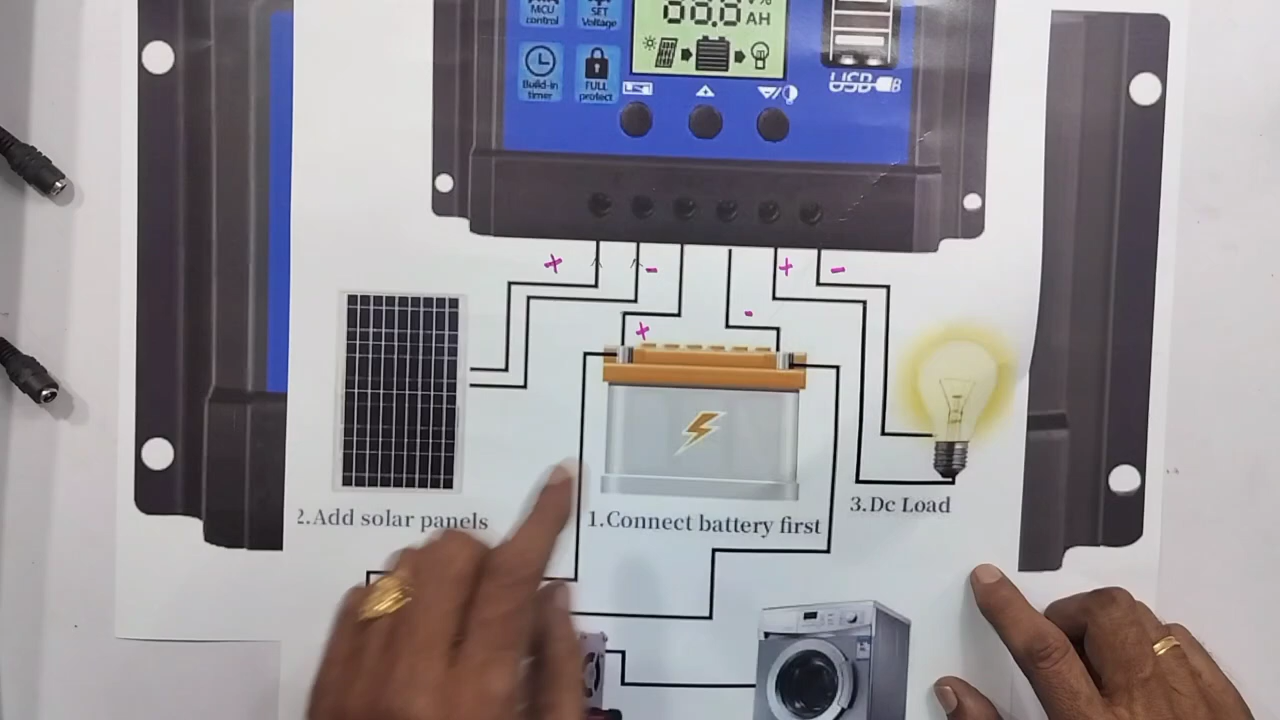 MCU control
SET Voltage
V%
88.8 AH
Build-in timer
FULL protect
USB
+ - + -
+ -
2.Add solar panels
1.Connect battery first
3.Dc Load